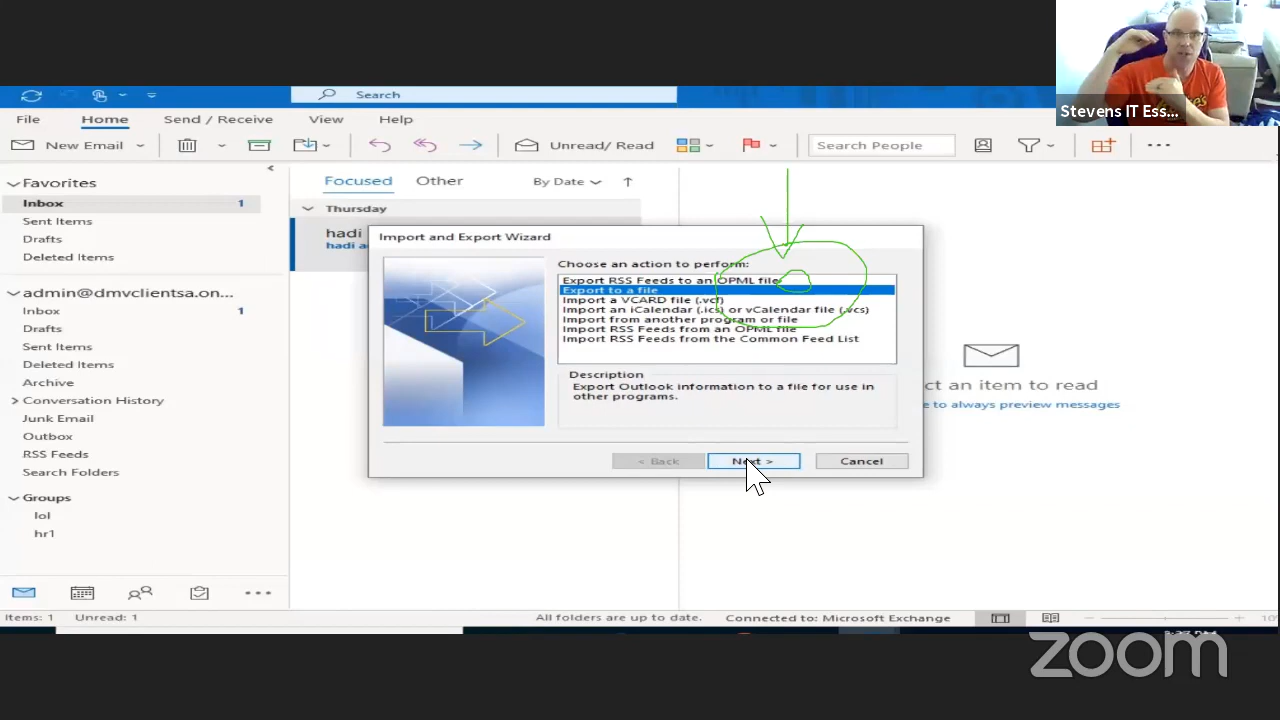 Stevens IT Ess...
Search
File Home Send / Receive View Help
New Email Unread/ Read Search People
Favorites
Inbox 1
Sent Items
Drafts
Deleted Items
admin@dmvclientsa.on...
Inbox 1
Drafts
Sent Items
Deleted Items
Archive
Conversation History
Junk Email
Outbox
RSS Feeds
Search Folders
Groups
lol
hr1
Focused Other By Date
Thursday
hadi
hadi a
Import and Export Wizard
Choose an action to perform:
Export RSS Feeds to an OPML file
Export to a file
Import a VCARD file (.vcf)
Import an iCalendar (.ics) or vCalendar file (.vcs)
Import from another program or file
Import RSS Feeds from an OPML file
Import RSS Feeds from the Common Feed List
Description
Export Outlook information to a file for use in
other programs.
< Back Next > Cancel
ct an item to read
e to always preview messages
Items: 1 Unread: 1 All folders are up to date. Connected to: Microsoft Exchange
zoom